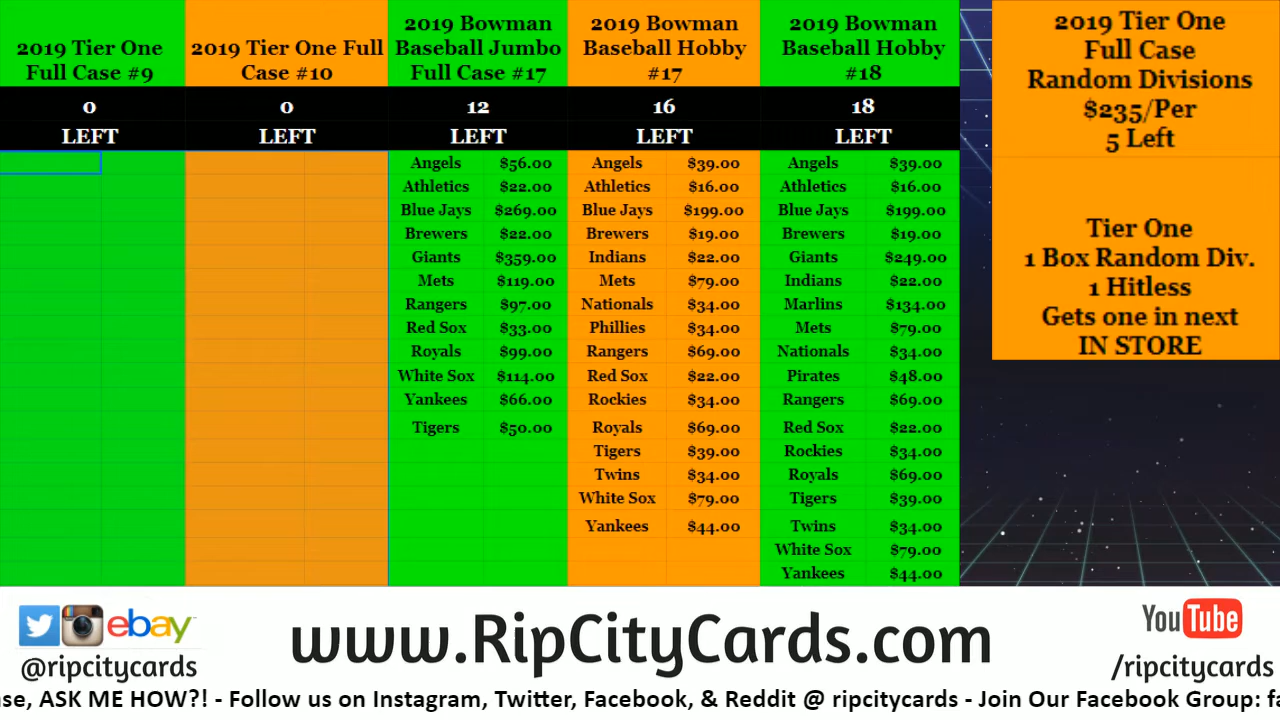 2019 Tier One
Full Case #9
0
LEFT
2019 Tier One Full
Case #10
0
LEFT
2019 Bowman
Baseball Jumbo
Full Case #17
12
LEFT
Angels $56.00
Athletics $22.00
Blue Jays $269.00
Brewers $22.00
Giants $359.00
Mets $119.00
Rangers $97.00
Red Sox $33.00
Royals $99.00
White Sox $114.00
Yankees $66.00
Tigers $50.00
2019 Bowman
Baseball Hobby
#17
16
LEFT
Angels $39.00
Athletics $16.00
Blue Jays $199.00
Brewers $19.00
Indians $22.00
Mets $79.00
Nationals $34.00
Phillies $34.00
Rangers $69.00
Red Sox $22.00
Rockies $34.00
Royals $69.00
Tigers $39.00
Twins $34.00
White Sox $79.00
Yankees $44.00
2019 Bowman
Baseball Hobby
#18
18
LEFT
Angels $39.00
Athletics $16.00
Blue Jays $199.00
Brewers $19.00
Giants $249.00
Indians $22.00
Marlins $134.00
Mets $79.00
Nationals $34.00
Pirates $48.00
Rangers $69.00
Red Sox $22.00
Rockies $34.00
Royals $69.00
Tigers $39.00
Twins $34.00
White Sox $79.00
Yankees $44.00
2019 Tier One
Full Case
Random Divisions
$235/Per
5 Left
Tier One
1 Box Random Div.
1 Hitless
Gets one in next
IN STORE
ebay
@ripcitycards
www.RipCityCards.com
YouTube
/ripcitycards
se, ASK ME HOW?! - Follow us on Instagram, Twitter, Facebook, & Reddit @ ripcitycards - Join Our Facebook Group: fa